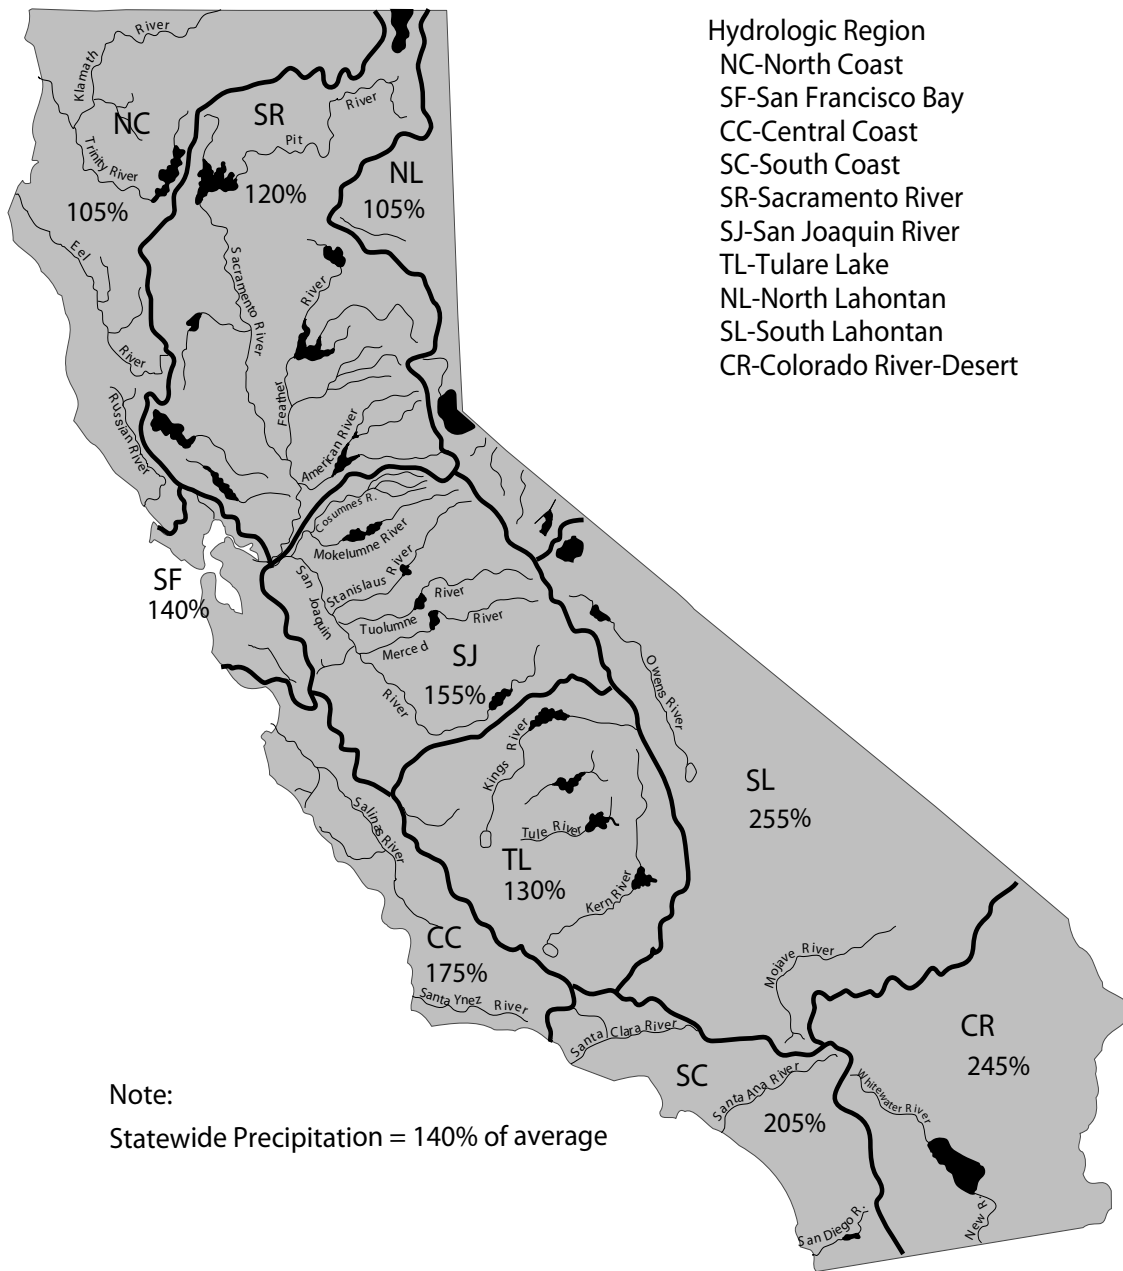 Hydrologic Region
NC-North Coast
SF-San Francisco Bay
CC-Central Coast
SC-South Coast
SR-Sacramento River
SJ-San Joaquin River
TL-Tulare Lake
NL-North Lahontan
SL-South Lahontan
CR-Colorado River-Desert
Klamath River
NC
Trinity River
105%
SR
Pit River
120%
NL
105%
Eel River
Sacramento River
Feather River
Russian River
American River
Cosumnes R.
Mokelumne River
SF
140%
San Joaquin River
Stanislaus River
Tuolumne River
Merced River
SJ
155%
Owens River
Kings River
SL
255%
Salinas River
Tule River
TL
130%
Kern River
CC
175%
Mojave River
Santa Ynez River
Santa Clara River
CR
245%
SC
Santa Ana River
Whitewater River
205%
San Diego R.
New R.
Note:
Statewide Precipitation = 140% of average